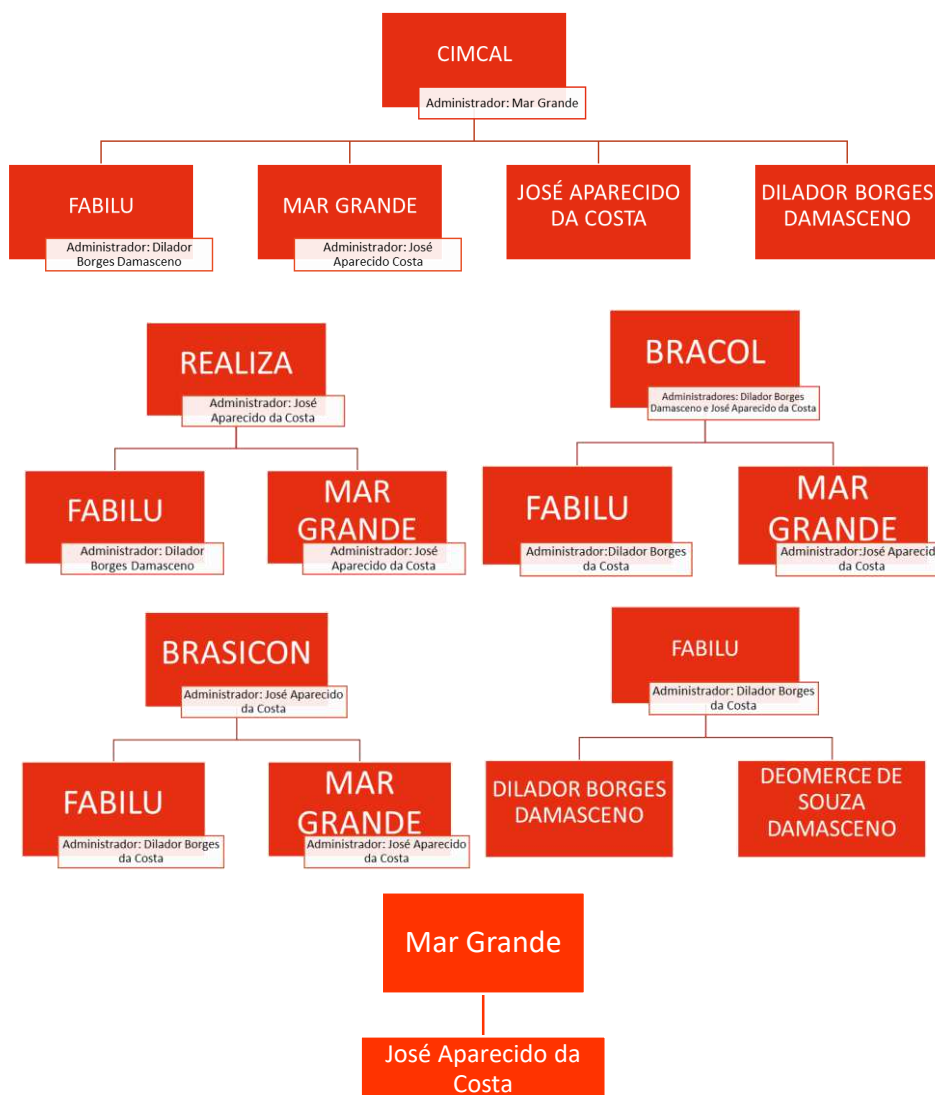 CIMCAL
Administrador: Mar Grande
FABILU
Administrador: Dilador
Borges Damasceno
MAR GRANDE
Administrador: José
Aparecido Costa
JOSÉ APARECIDO
DA COSTA
DILADOR BORGES
DAMASCENO
REALIZA
Administrador: José
Aparecido da Costa
FABILU
Administrador: Dilador
Borges Damasceno
MAR
GRANDE
Administrador: José
Aparecido da Costa
BRACOL
Administradores: Dilador Borges
Damasceno e José Aparecido da Costa
FABILU
Administrador:Dilador Borges
da Costa
MAR
GRANDE
Administrador:José Aparecid
da Costa
BRASICON
Administrador: José Aparecido
da Costa
FABILU
Administrador: Dilador Borges
da Costa
MAR
GRANDE
Administrador: José Aparecido
da Costa
FABILU
Administrador: Dilador Borges
da Costa
DILADOR BORGES
DAMASCENO
DEOMERCE DE
SOUZA
DAMASCENO
Mar Grande
José Aparecido da
Costa